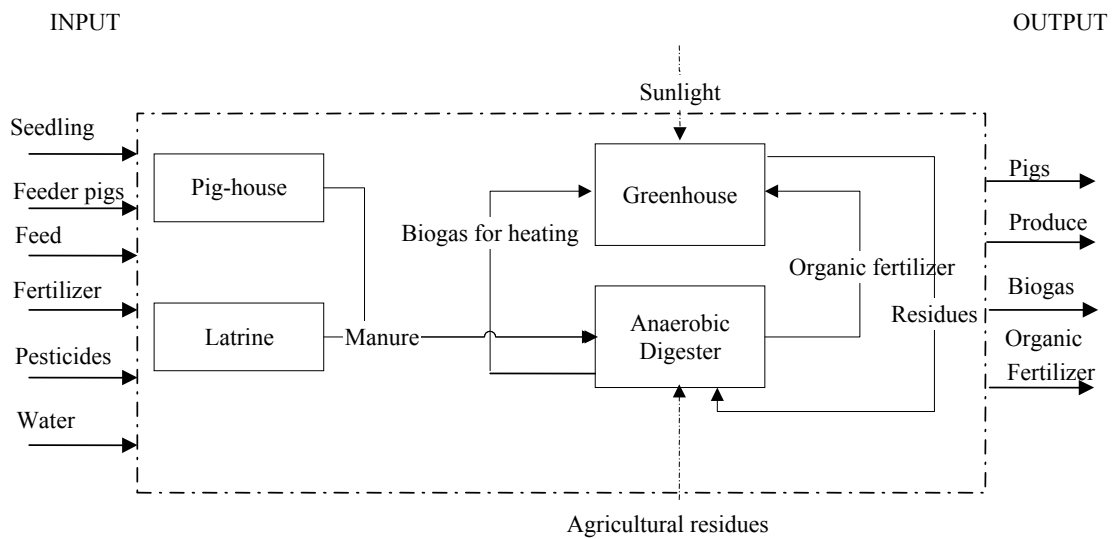 INPUT
OUTPUT
Sunlight
Seedling
Feeder pigs
Feed
Fertilizer
Pesticides
Water
Pig-house
Latrine
Manure
Biogas for heating
Greenhouse
Organic fertilizer
Anaerobic
Digester
Residues
Agricultural residues
Pigs
Produce
Biogas
Organic
Fertilizer